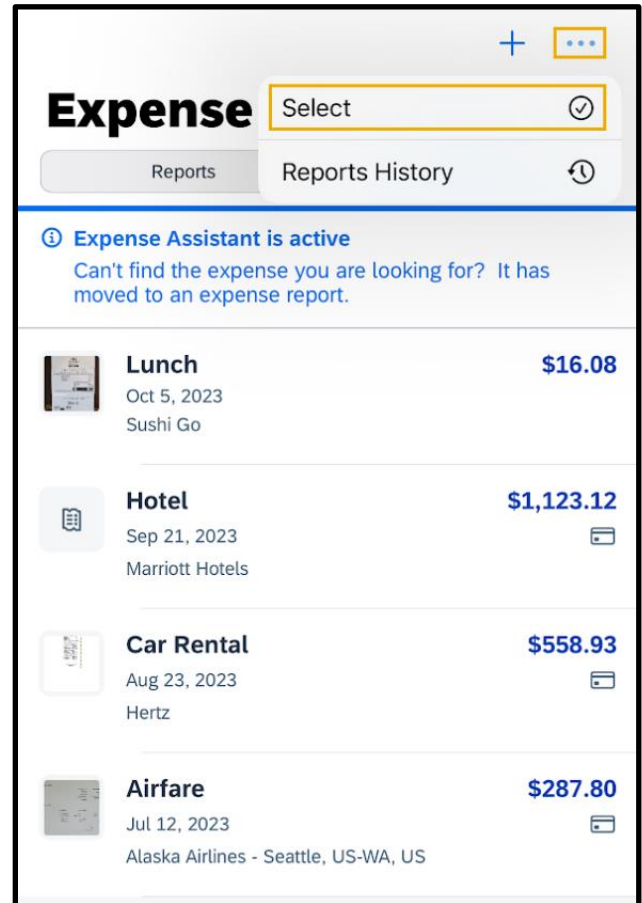 Expense
Select
Reports History
Reports
Expense Assistant is active
Can't find the expense you are looking for? It has
moved to an expense report.
Lunch
$16.08
Oct 5, 2023
Sushi Go
Hotel
$1,123.12
Sep 21, 2023
Marriott Hotels
Car Rental
$558.93
Aug 23, 2023
Hertz
Airfare
$287.80
Jul 12, 2023
Alaska Airlines - Seattle, US-WA, US